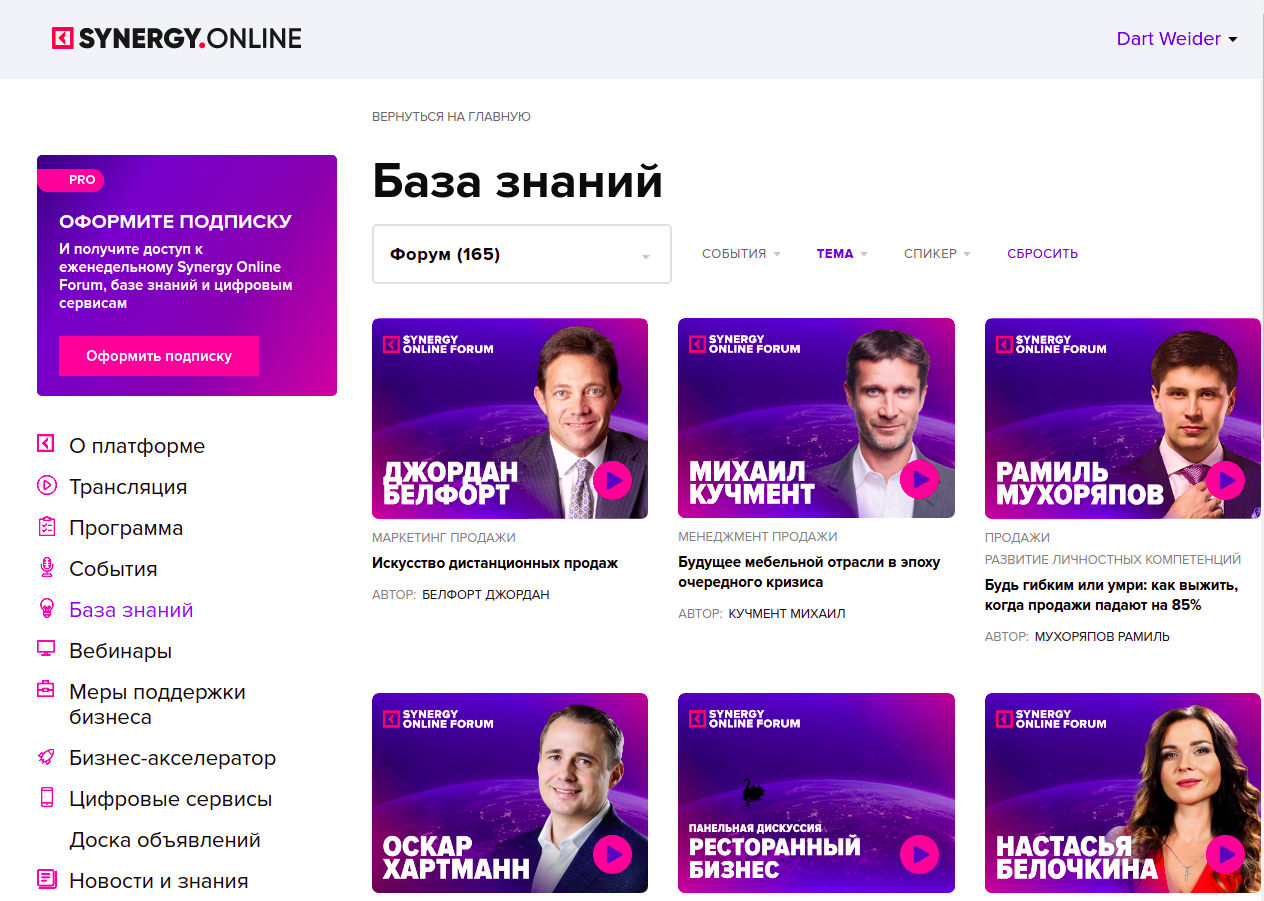 SYNERGY.ONLINE
Dart Weider
ВЕРНУТЬСЯ НА ГЛАВНУЮ
PRO
ОФОРМИТЕ ПОДПИСКУ
И получите доступ к
еженедельному Synergy Online
Forum, базе знаний и цифровым
сервисам
Оформить подписку
О платформе
Трансляция
Программа
События
База знаний
Вебинары
Меры поддержки
бизнеса
Бизнес-акселератор
Цифровые сервисы
Доска объявлений
Новости и знания
База знаний
Форум (165)
СОБЫТИЯ
ТЕМА
СПИКЕР
СБРОСИТЬ
SYNERGY
ONLINE FORUM
ДЖОРДАН
БЕЛФОРТ
МАРКЕТИНГ ПРОДАЖИ
Искусство дистанционных продаж
АВТОР: БЕЛФОРТ ДЖОРДАН
SYNERGY
ONLINE FORUM
МИХАИЛ
КУЧМЕНТ
МЕНЕДЖМЕНТ ПРОДАЖИ
Будущее мебельной отрасли в эпоху
очередного кризиса
АВТОР: КУЧМЕНТ МИХАИЛ
SYNERGY
ONLINE FORUM
РАМИЛЬ
МУХОРЯПОВ
ПРОДАЖИ
РАЗВИТИЕ ЛИЧНОСТНЫХ КОМПЕТЕНЦИЙ
Будь гибким или умри: как выжить,
когда продажи падают на 85%
АВТОР: МУХОРЯПОВ РАМИЛЬ
SYNERGY
ONLINE FORUM
ОСКАР
ХАРТМАНН
SYNERGY
ONLINE FORUM
ПАНЕЛЬНАЯ ДИСКУССИЯ
РЕСТОРАННЫЙ
БИЗНЕС
SYNERGY
ONLINE FORUM
НАСТАСЬЯ
БЕЛОЧКИНА